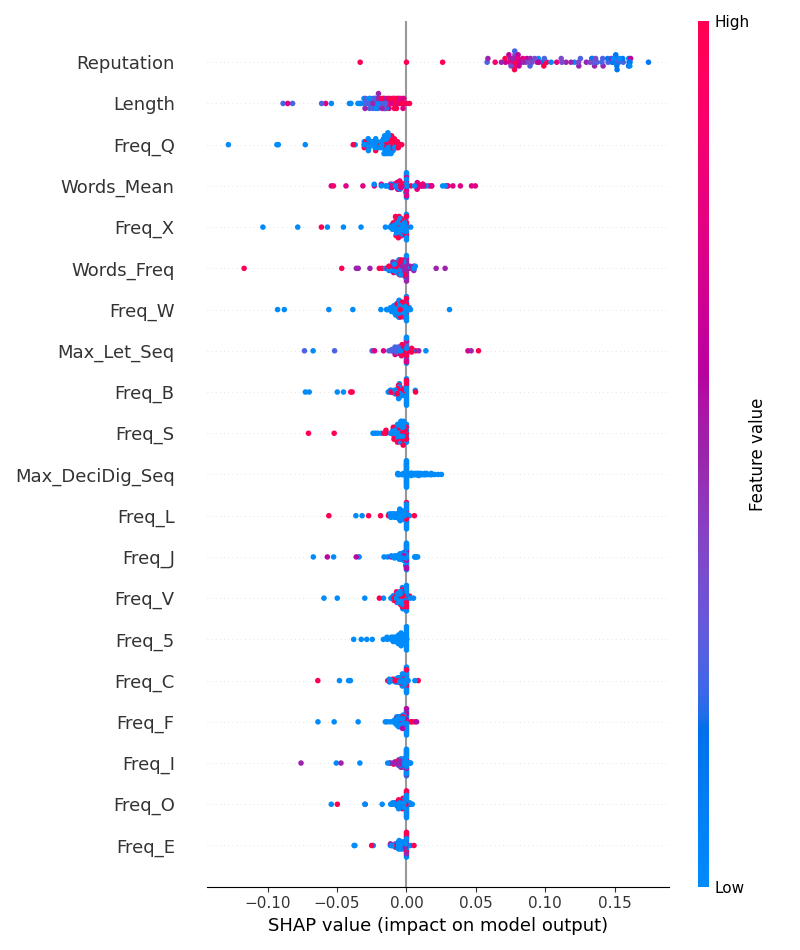 High
Reputation
Length
Freq_Q
Words_Mean
Freq_X
Words_Freq
Freq_W
Max_Let_Seq
Freq_B
Freq_S
Max_DeciDig_Seq
Freq_L
Freq_J
Freq_V
Freq_5
Freq_C
Freq_F
Freq_I
Freq_O
Freq_E
Feature value
Low
−0.10 −0.05 0.00 0.05 0.10 0.15
SHAP value (impact on model output)